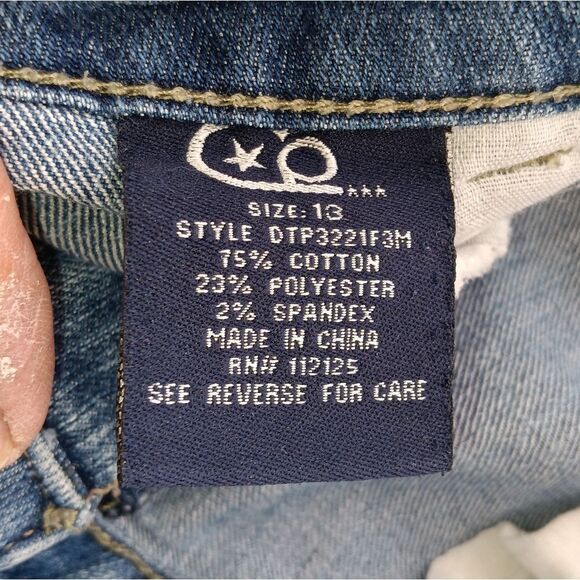 SIZE: 13
STYLE DTP3221F3M
75% COTTON
23% POLYESTER
2% SPANDEX
MADE IN CHINA
RN# 112125
SEE REVERSE FOR CARE